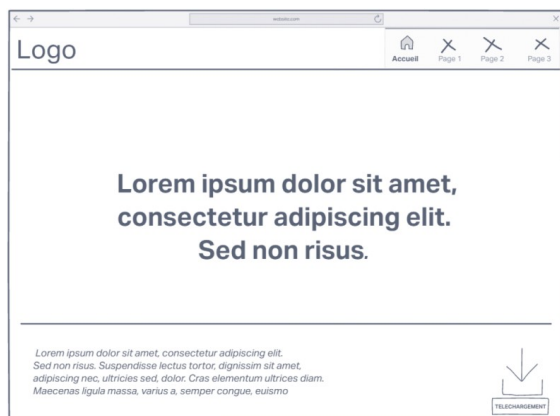 website.com
Logo
Accueil
Page 1
Page 2
Page 3
Lorem ipsum dolor sit amet,
consectetur adipiscing elit.
Sed non risus.
Lorem ipsum dolor sit amet, consectetur adipiscing elit.
Sed non risus. Suspendisse lectus tortor, dignissim sit amet,
adipiscing nec, ultricies sed, dolor. Cras elementum ultrices diam.
Maecenas ligula massa, varius a, semper congue, euismo
TELECHARGEMENT